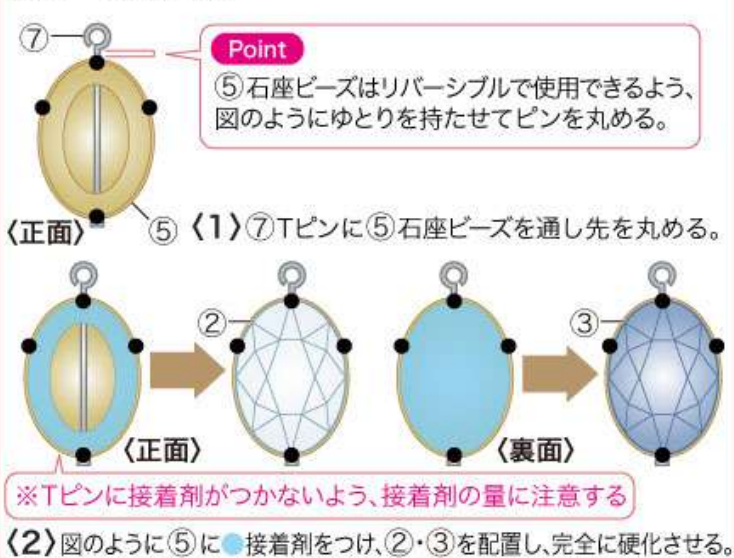 ⑦
Point
⑤石座ビーズはリバーシブルで使用できるよう、
図のようにゆとりを持たせてピンを丸める。
〈正面〉
⑤
〈1〉⑦Tピンに⑤石座ビーズを通し先を丸める。
②
③
〈正面〉
〈裏面〉
※Tピンに接着剤がつかないよう、接着剤の量に注意する
〈2〉図のように⑤に●接着剤をつけ、②・③を配置し、完全に硬化させる。